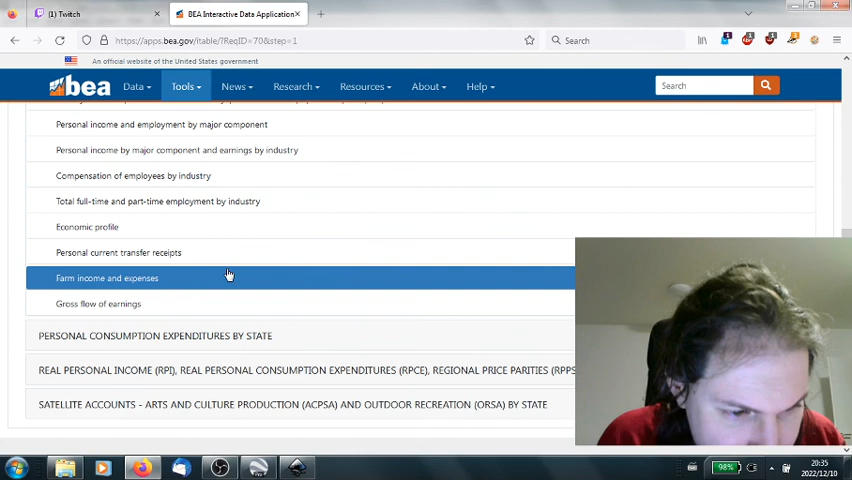 (1) Twitch
BEA Interactive Data Application
https://apps.bea.gov/itable/?ReqID=70&step=1
Search
An official website of the United States government
bea
Data
Tools
News
Research
Resources
About
Help
Search
Personal income and employment by major component
Personal income by major component and earnings by industry
Compensation of employees by industry
Total full-time and part-time employment by industry
Economic profile
Personal current transfer receipts
Farm income and expenses
Gross flow of earnings
PERSONAL CONSUMPTION EXPENDITURES BY STATE
REAL PERSONAL INCOME (RPI), REAL PERSONAL CONSUMPTION EXPENDITURES (RPCE), REGIONAL PRICE PARITIES (RPPS
SATELLITE ACCOUNTS - ARTS AND CULTURE PRODUCTION (ACPSA) AND OUTDOOR RECREATION (ORSA) BY STATE
98%
20:35
2022/12/10